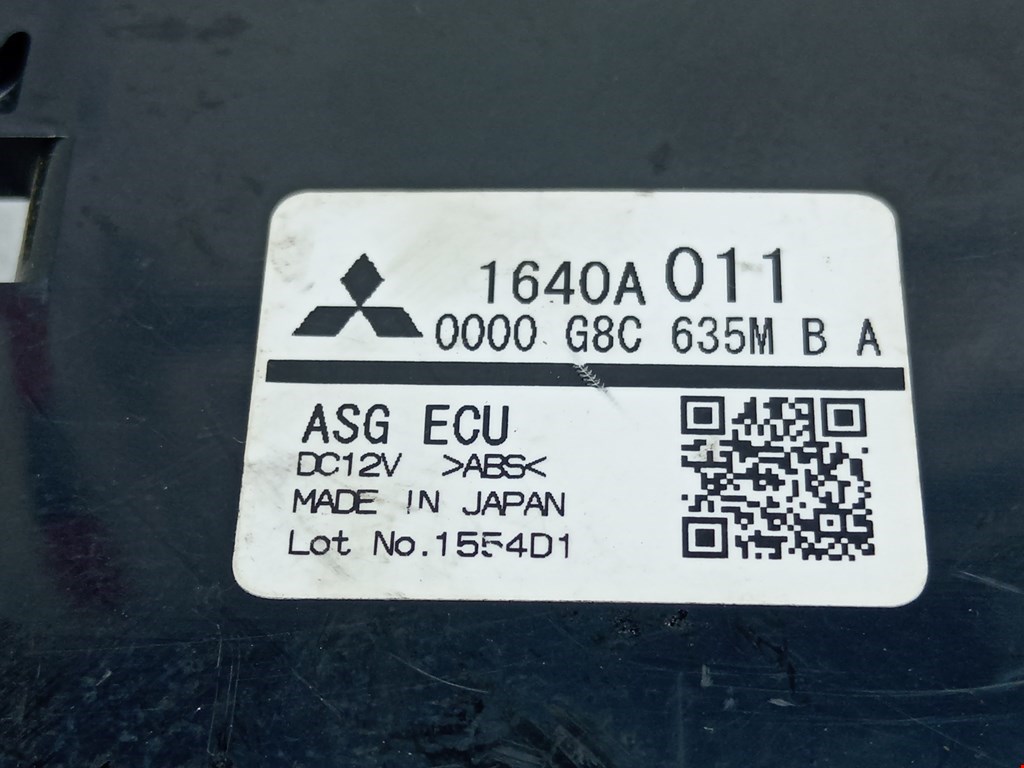 1640A 011
0000 G8C 635M B A
ASG ECU
DC12V >ABS<
MADE IN JAPAN
Lot No.1554D1